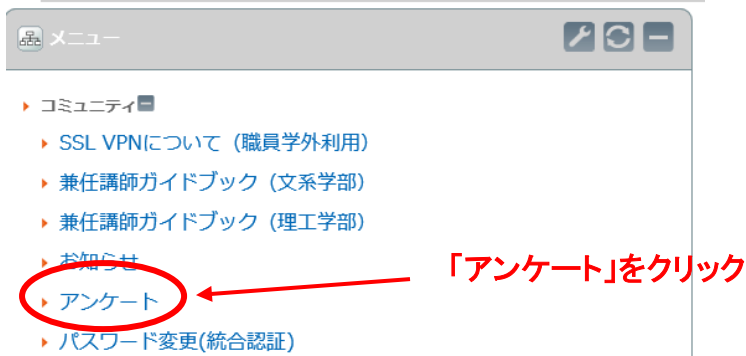 メニュー
コミュニティ
SSL VPNについて（職員学外利用）
兼任講師ガイドブック（文系学部）
兼任講師ガイドブック（理工学部）
お知らせ
「アンケート」をクリック
アンケート
パスワード変更(統合認証)